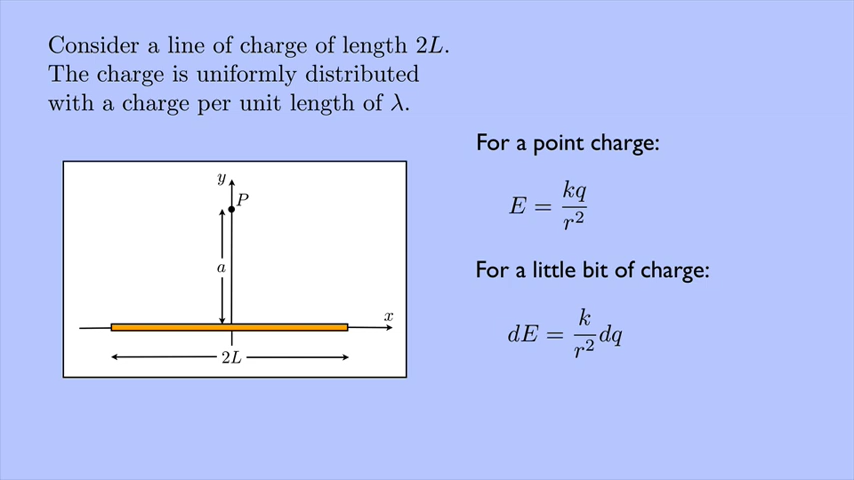 Consider a line of charge of length 2L.
The charge is uniformly distributed
with a charge per unit length of λ.
For a point charge:
E = kq/r²
For a little bit of charge:
dE = k/r² dq
y
P
a
x
2L